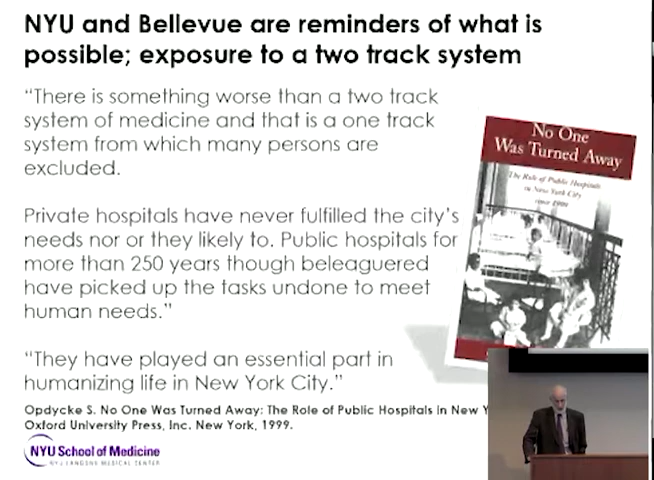 NYU and Bellevue are reminders of what is
possible; exposure to a two track system
“There is something worse than a two track
system of medicine and that is a one track
system from which many persons are
excluded.
Private hospitals have never fulfilled the city’s
needs nor or they likely to. Public hospitals for
more than 250 years though beleaguered
have picked up the tasks undone to meet
human needs.”
“They have played an essential part in
humanizing life in New York City.”
Opdycke S. No One Was Turned Away: The Role of Public Hospitals in New Y
Oxford University Press, Inc. New York, 1999.
NYU School of Medicine
NYU LANGONE MEDICAL CENTER
No One
Was Turned Away
The Role of Public Hospitals
in New York City
since 1900